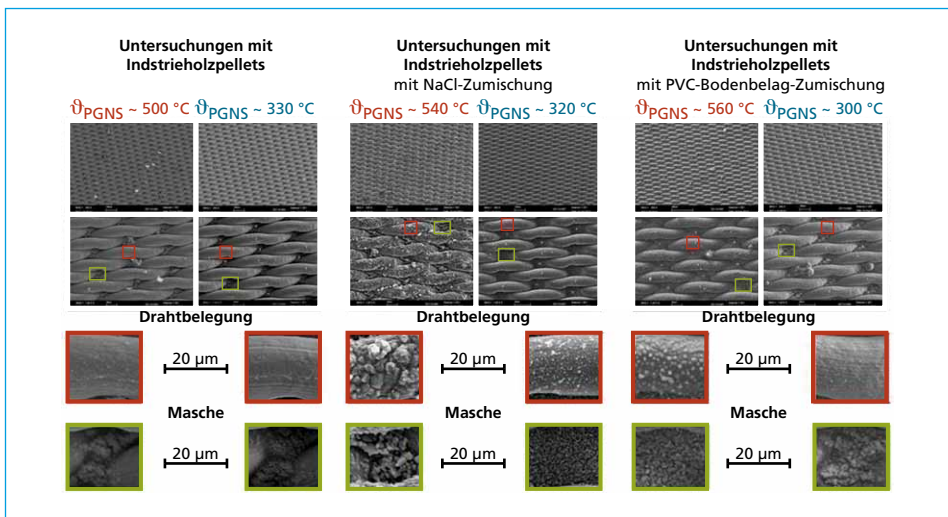 Untersuchungen mit
Indstrieholzpellets
ϑPGNS ~ 500 °C ϑPGNS ~ 330 °C
Drahtbelegung
20 µm
Masche
20 µm
Untersuchungen mit
Indstrieholzpellets
mit NaCl-Zumischung
ϑPGNS ~ 540 °C ϑPGNS ~ 320 °C
Drahtbelegung
20 µm
Masche
20 µm
Untersuchungen mit
Indstrieholzpellets
mit PVC-Bodenbelag-Zumischung
ϑPGNS ~ 560 °C ϑPGNS ~ 300 °C
Drahtbelegung
20 µm
Masche
20 µm